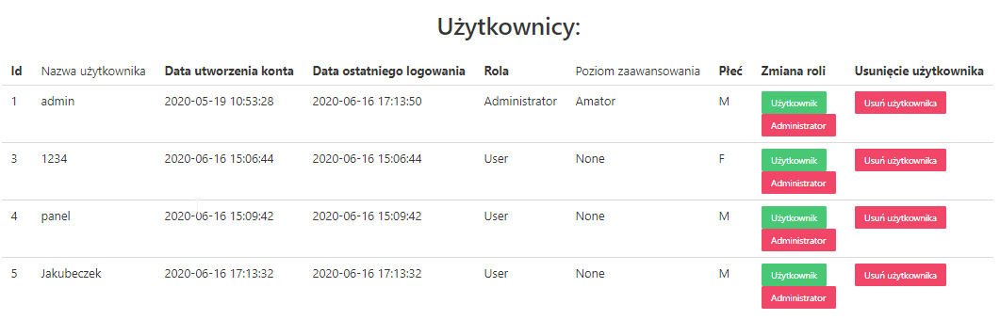 Użytkownicy:
Id Nazwa użytkownika Data utworzenia konta Data ostatniego logowania Rola Poziom zaawansowania Płeć Zmiana roli Usunięcie użytkownika
1 admin 2020-05-19 10:53:28 2020-06-16 17:13:50 Administrator Amator M Użytkownik Usuń użytkownika
Administrator
3 1234 2020-06-16 15:06:44 2020-06-16 15:06:44 User None F Użytkownik Usuń użytkownika
Administrator
4 panel 2020-06-16 15:09:42 2020-06-16 15:09:42 User None M Użytkownik Usuń użytkownika
Administrator
5 Jakubeczek 2020-06-16 17:13:32 2020-06-16 17:13:32 User None M Użytkownik Usuń użytkownika
Administrator